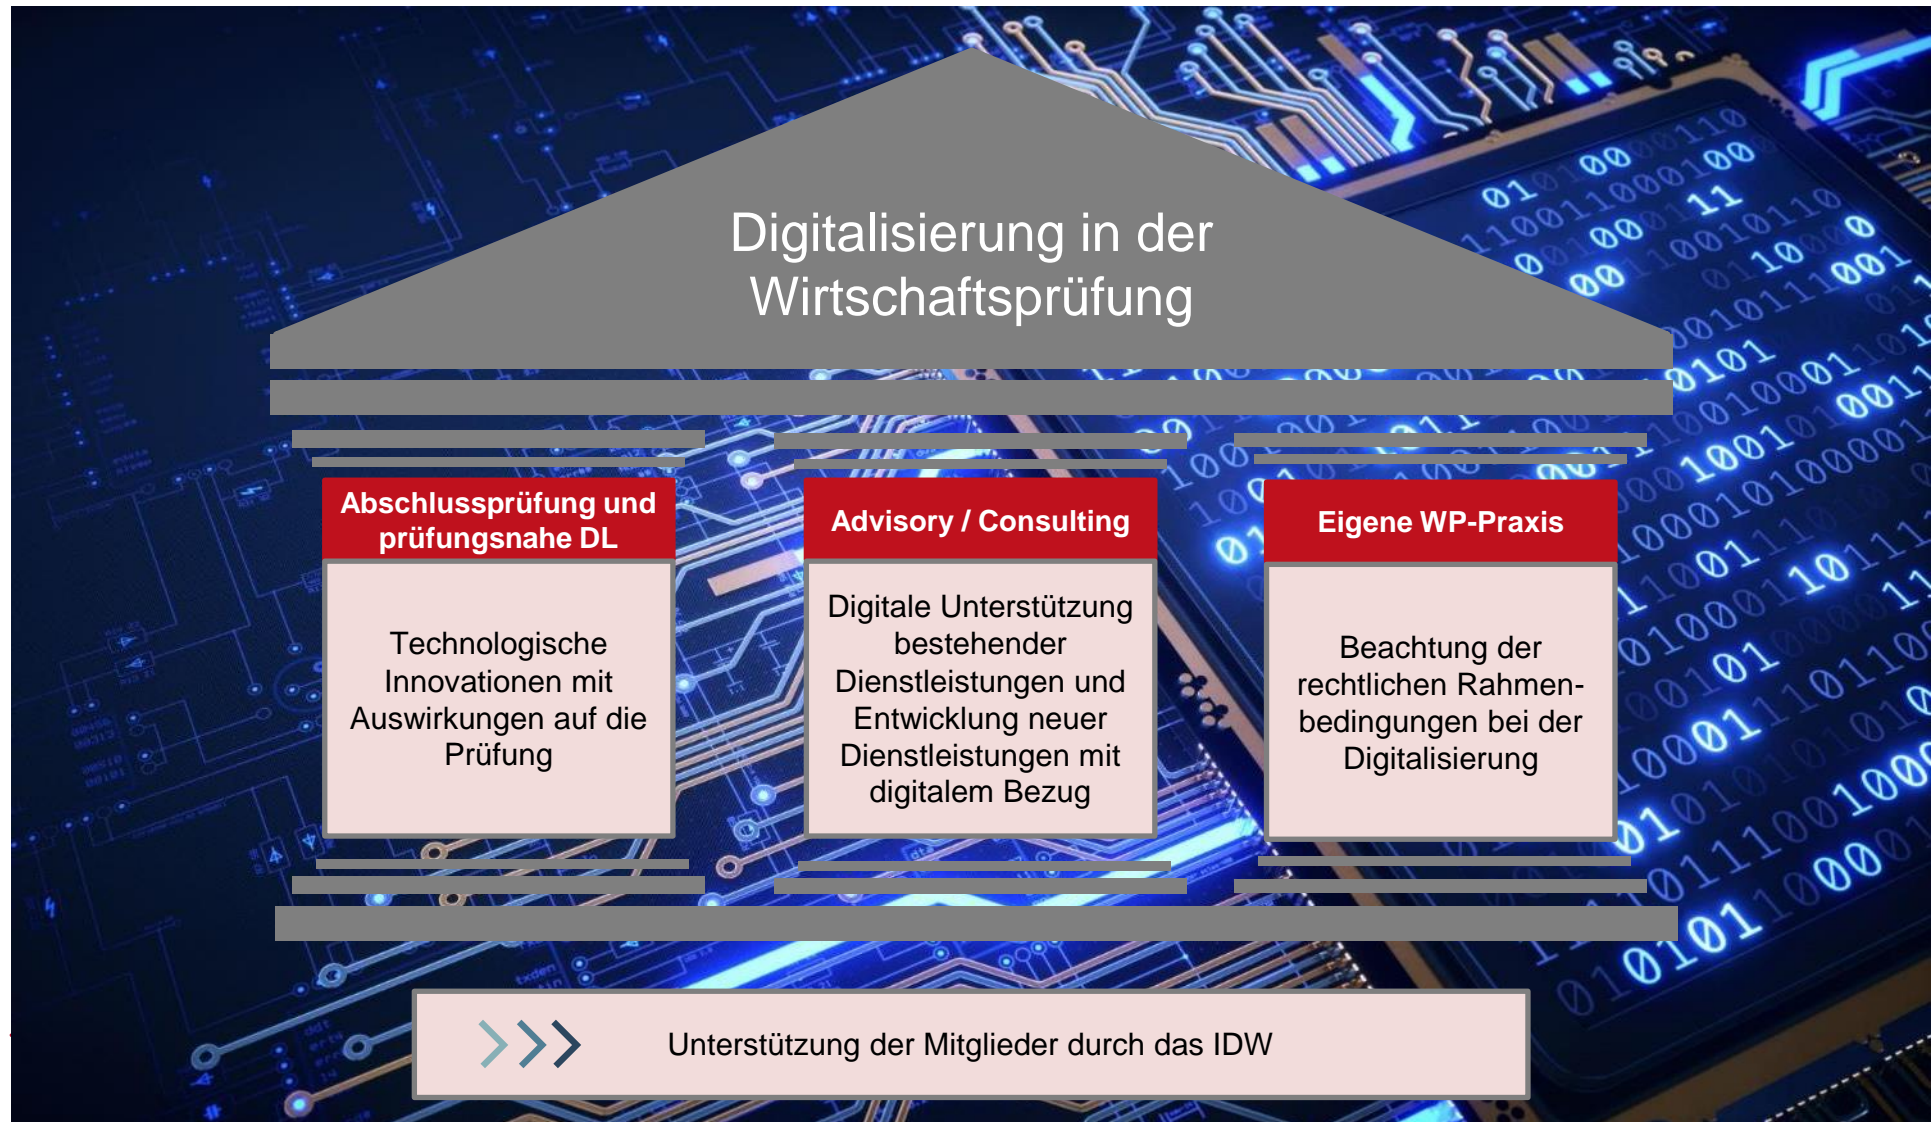 Digitalisierung in der
Wirtschaftsprüfung
Abschlussprüfung und
prüfungsnahe DL
Technologische
Innovationen mit
Auswirkungen auf die
Prüfung
Advisory / Consulting
Digitale Unterstützung
bestehender
Dienstleistungen und
Entwicklung neuer
Dienstleistungen mit
digitalem Bezug
Eigene WP-Praxis
Beachtung der
rechtlichen Rahmen-
bedingungen bei der
Digitalisierung
Unterstützung der Mitglieder durch das IDW